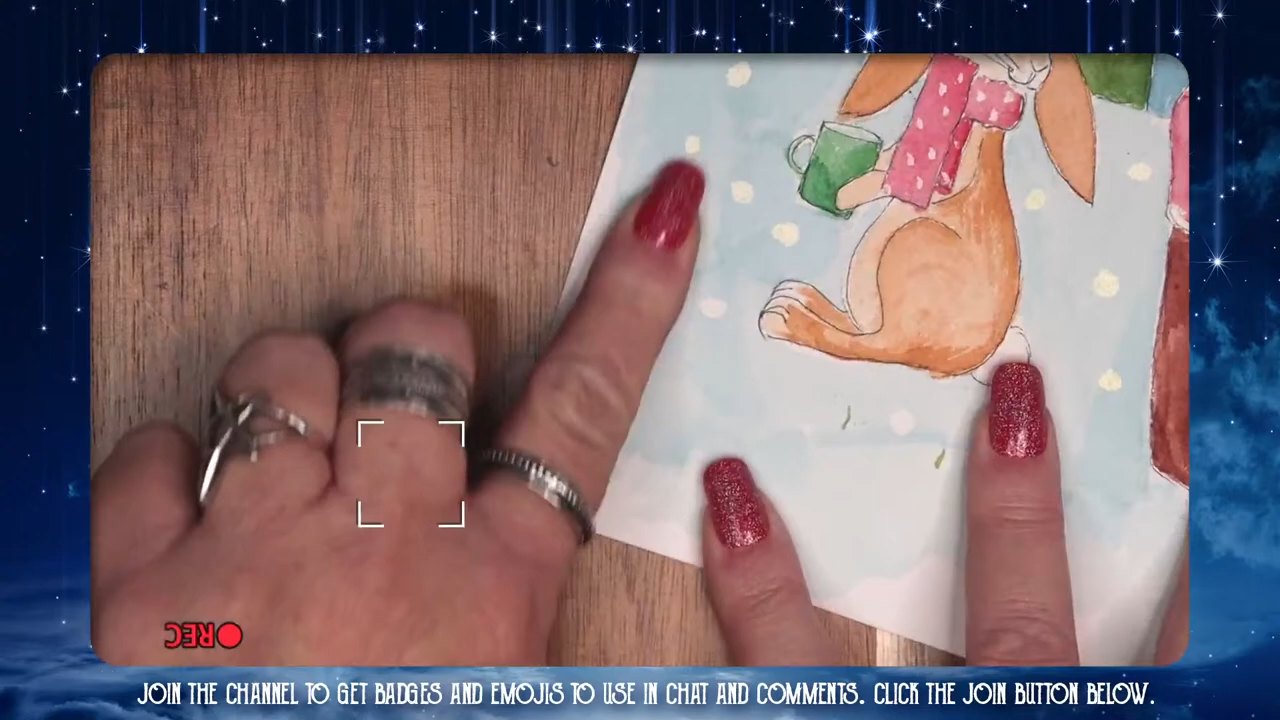 REC
JOIN THE CHANNEL TO GET BADGES AND EMOJIS TO USE IN CHAT AND COMMENTS. CLICK THE JOIN BUTTON BELOW.